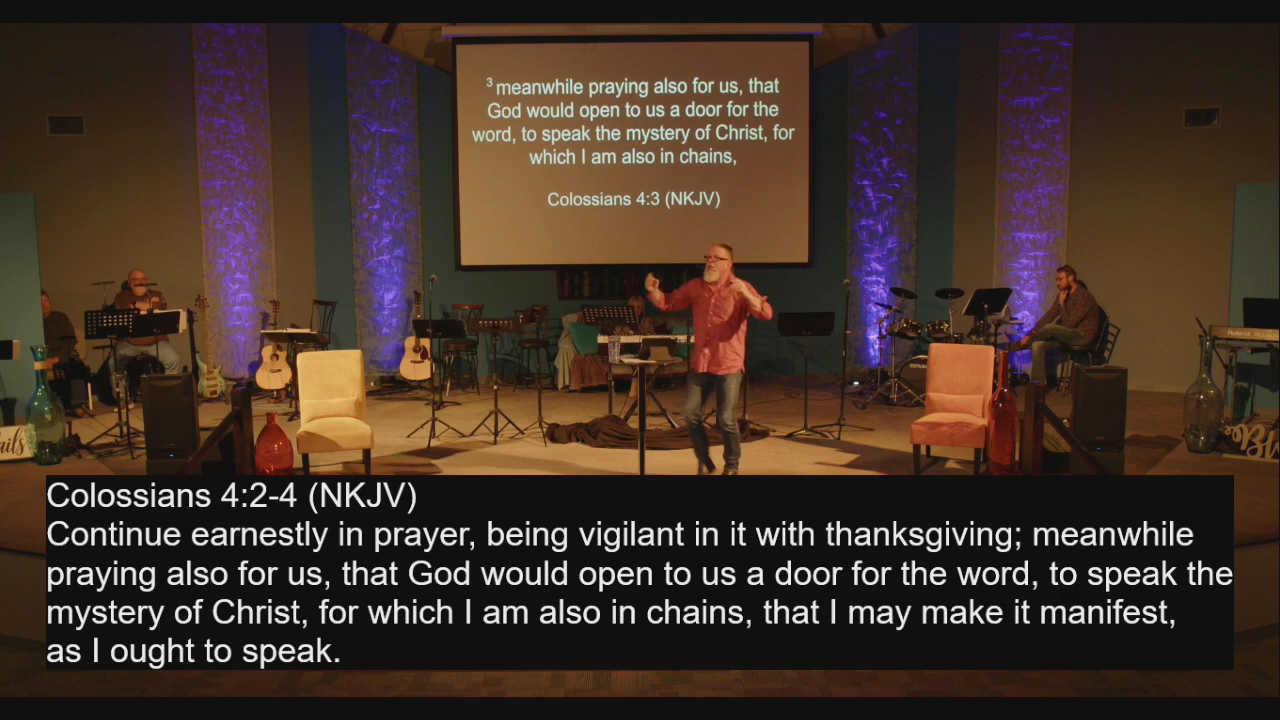 3 meanwhile praying also for us, that
God would open to us a door for the
word, to speak the mystery of Christ, for
which I am also in chains,
Colossians 4:3 (NKJV)
Colossians 4:2-4 (NKJV)
Continue earnestly in prayer, being vigilant in it with thanksgiving; meanwhile
praying also for us, that God would open to us a door for the word, to speak the
mystery of Christ, for which I am also in chains, that I may make it manifest,
as I ought to speak.